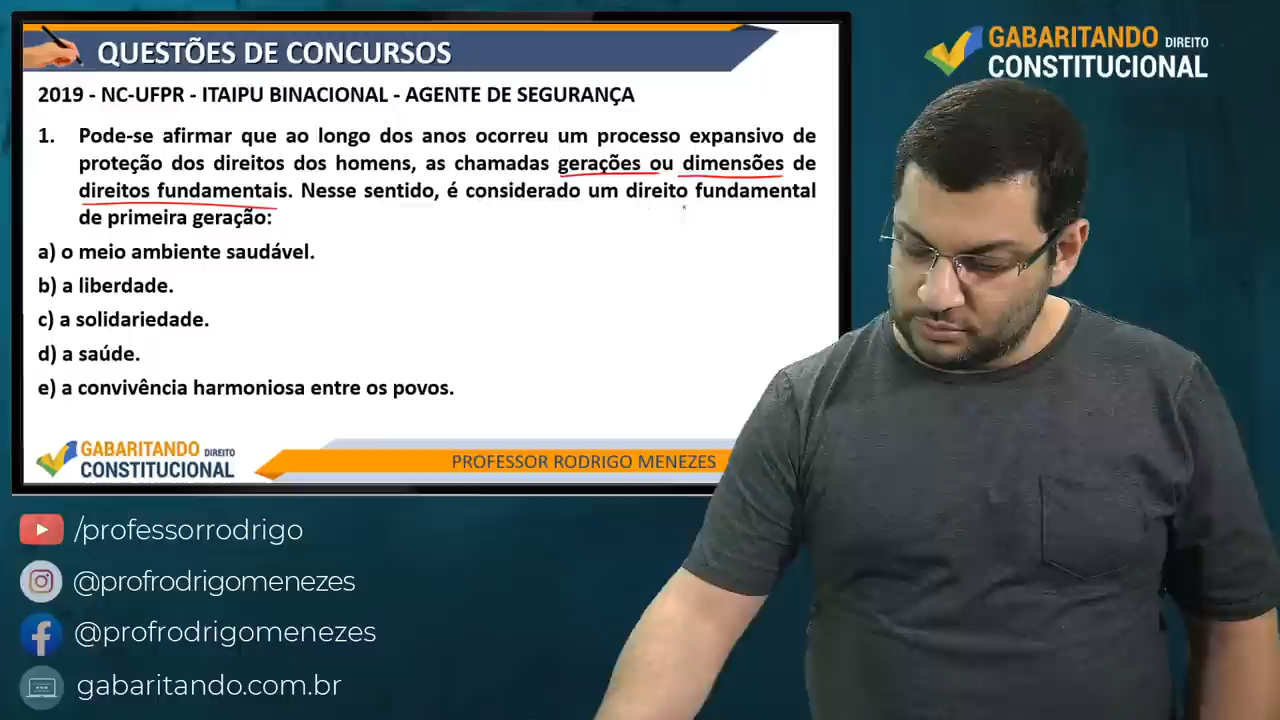 QUESTÕES DE CONCURSOS
GABARITANDO DIREITO
CONSTITUCIONAL
2019 - NC-UFPR - ITAIPU BINACIONAL - AGENTE DE SEGURANÇA
1. Pode-se afirmar que ao longo dos anos ocorreu um processo expansivo de
proteção dos direitos dos homens, as chamadas gerações ou dimensões de
direitos fundamentais. Nesse sentido, é considerado um direito fundamental
de primeira geração:
a) o meio ambiente saudável.
b) a liberdade.
c) a solidariedade.
d) a saúde.
e) a convivência harmoniosa entre os povos.
GABARITANDO DIREITO
CONSTITUCIONAL
PROFESSOR RODRIGO MENEZES
/professorrodrigo
@profrodrigomenezes
@profrodrigomenezes
gabaritando.com.br